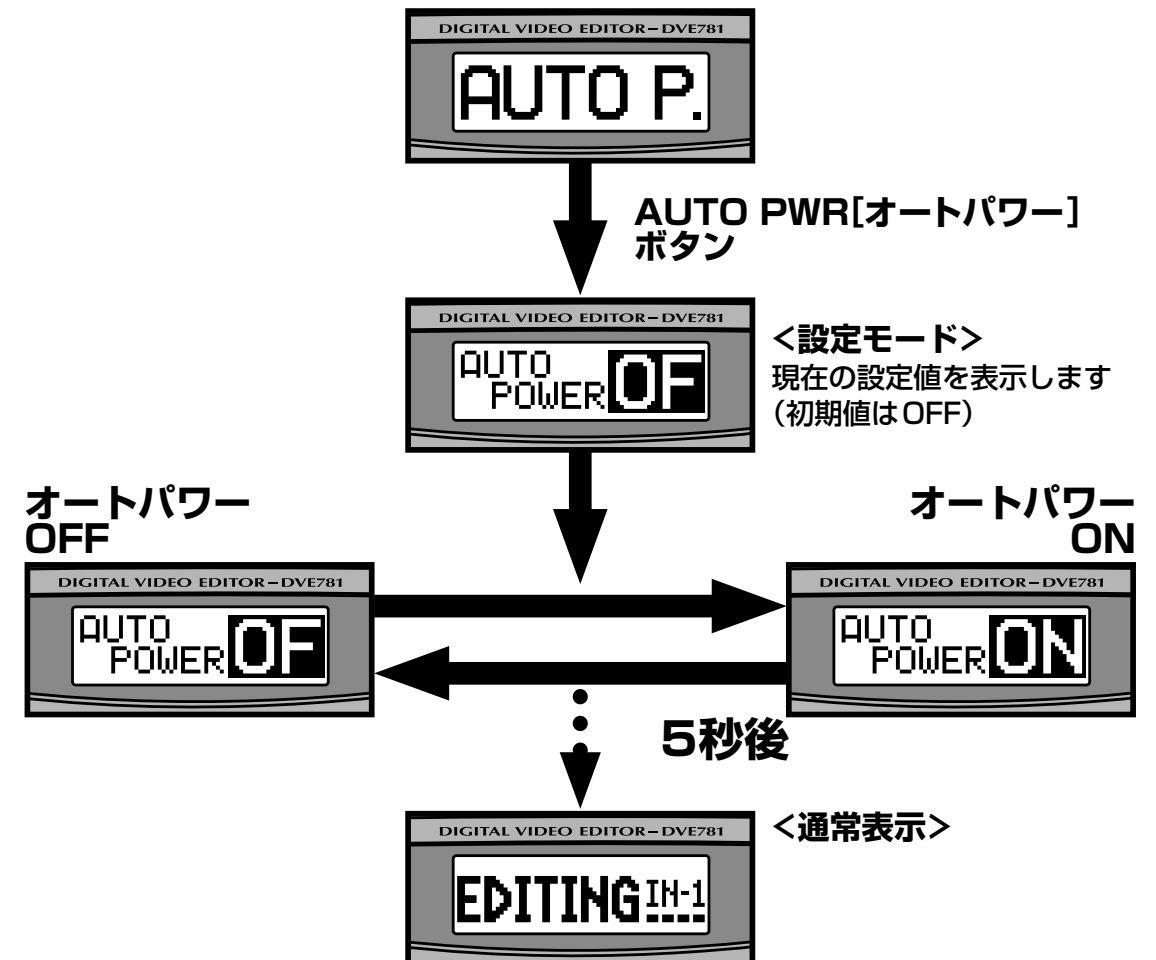 DIGITAL VIDEO EDITOR–DVE781
AUTO P.
AUTO PWR[オートパワー]
ボタン
DIGITAL VIDEO EDITOR–DVE781
AUTO
POWER OF
<設定モード>
現在の設定値を表示します
(初期値はOFF)
オートパワー
OFF
オートパワー
ON
DIGITAL VIDEO EDITOR–DVE781
AUTO
POWER OF
DIGITAL VIDEO EDITOR–DVE781
AUTO
POWER ON
5秒後
<通常表示>
DIGITAL VIDEO EDITOR–DVE781
EDITING IN-1